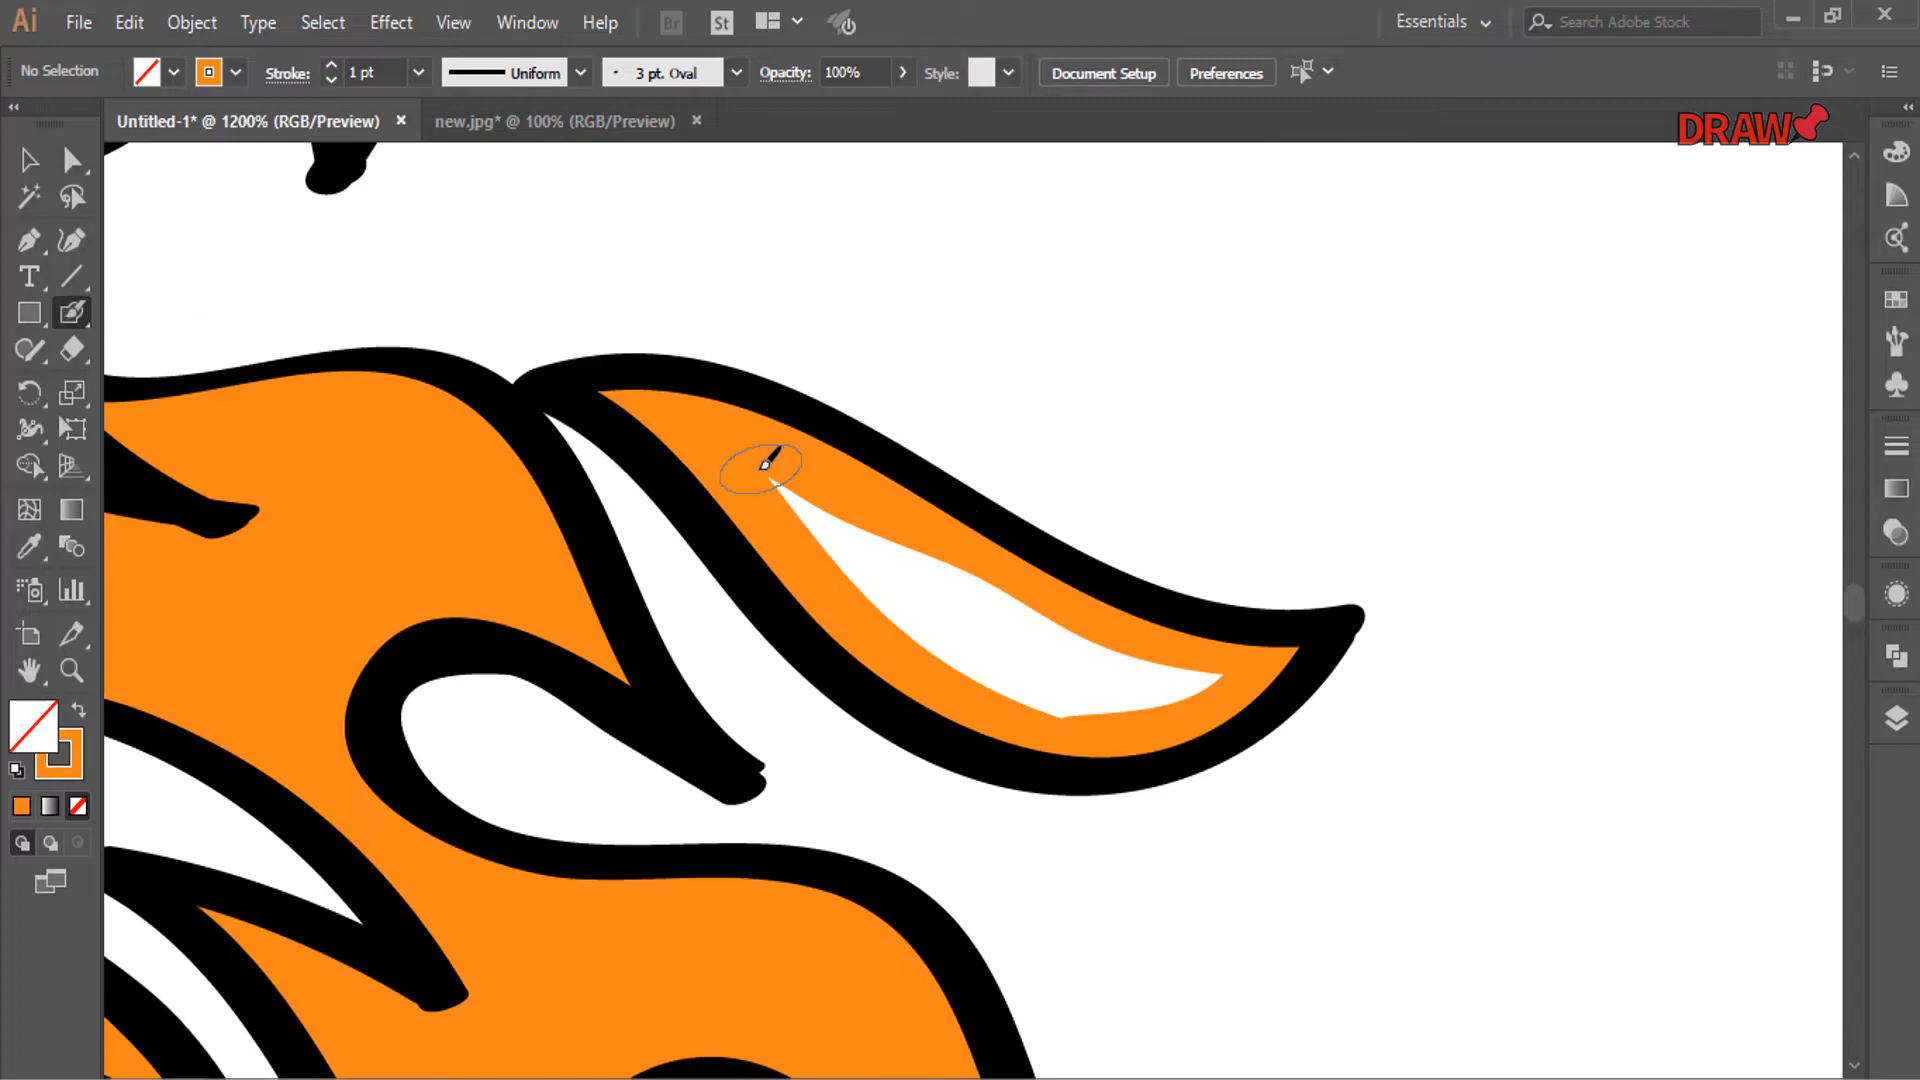 Ai File Edit Object Type Select Effect View Window Help Br St Essentials Search Adobe Stock
No Selection Stroke: 1 pt Uniform 3 pt. Oval Opacity: 100% Style: Document Setup Preferences
Untitled-1* @ 1200% (RGB/Preview) × new.jpg* @ 100% (RGB/Preview) ×
DRAW
T